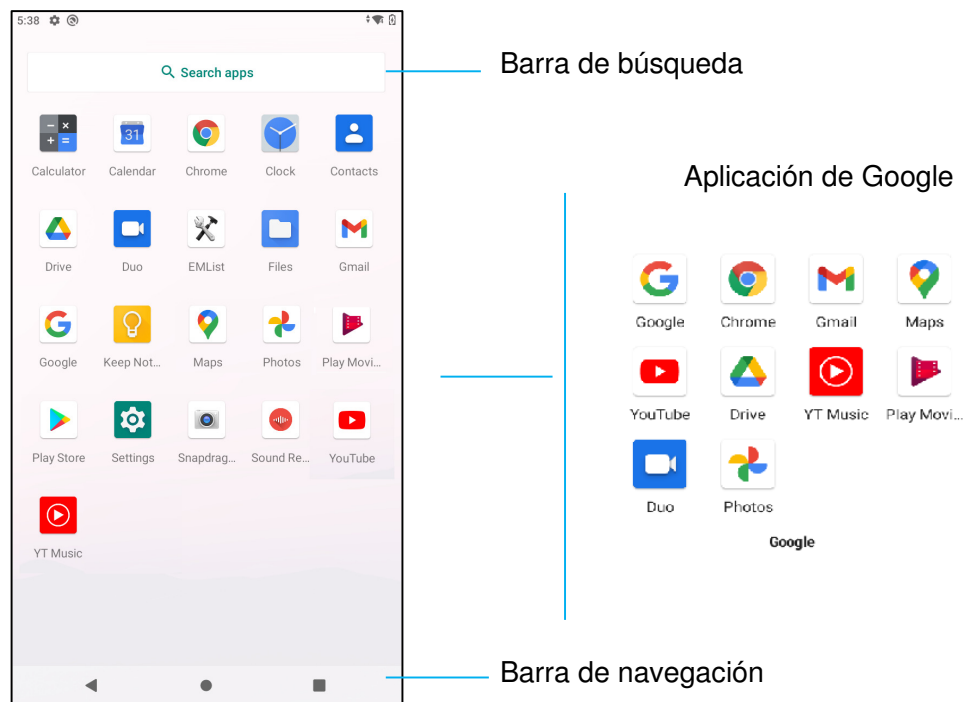 5:38
Search apps
Barra de búsqueda
Calculator Calendar Chrome Clock Contacts
31
Drive Duo EMList Files Gmail
Google Keep Not... Maps Photos Play Movi...
Play Store Settings Snapdrag... Sound Re... YouTube
YT Music
Aplicación de Google
Google Chrome Gmail Maps
YouTube Drive YT Music Play Movi...
Duo Photos
Google
Barra de navegación